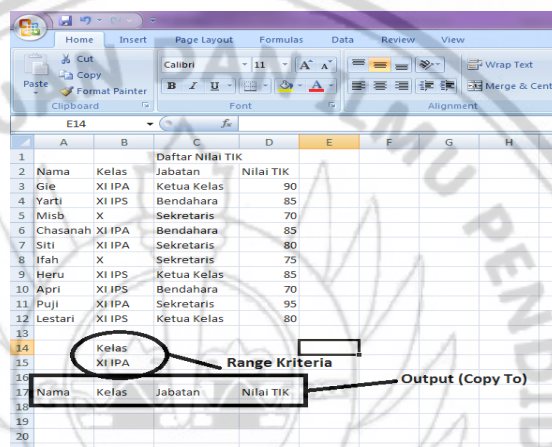 Home Insert Page Layout Formulas Data Review View
Cut
Copy
Format Painter
Paste
Calibri 11 A A
B I U A
Wrap Text
Merge & Cent
Clipboard Font Alignment
E14 fx
A B C D E F G H
1 Daftar Nilai TIK
2 Nama Kelas Jabatan Nilai TIK
3 Gie XI IPA Ketua Kelas 90
4 Yarti XI IPS Bendahara 85
5 Misb X Sekretaris 70
6 Chasanah XI IPA Bendahara 85
7 Siti XI IPA Sekretaris 80
8 Ifah X Sekretaris 75
9 Heru XI IPS Ketua Kelas 85
10 Apri XI IPS Bendahara 70
11 Puji XI IPA Sekretaris 95
12 Lestari XI IPS Ketua Kelas 80
13
14 Kelas
15 XI IPA Range Kriteria
16 Output (Copy To)
17 Nama Kelas Jabatan Nilai TIK
18
19
20
DAN ILMU PENDI